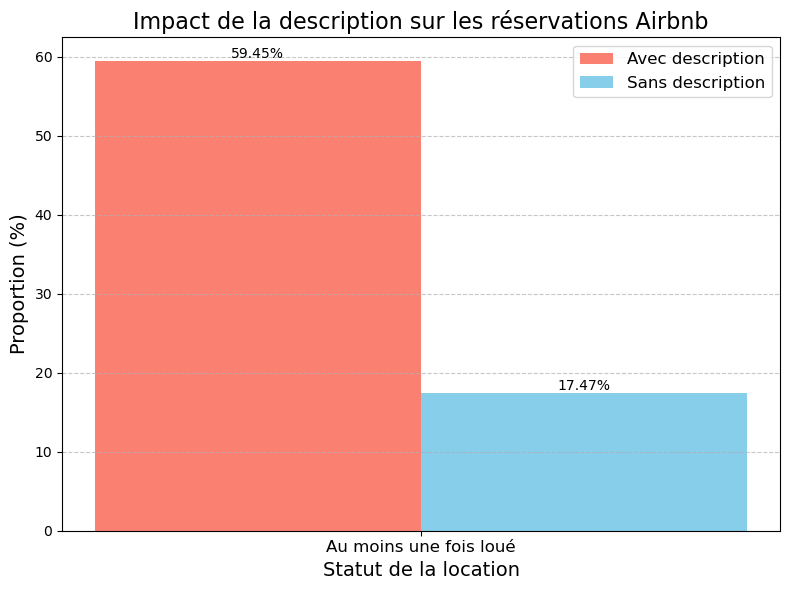 Impact de la description sur les réservations Airbnb
59.45%
17.47%
Avec description
Sans description
Proportion (%)
60
50
40
30
20
10
0
Au moins une fois loué
Statut de la location